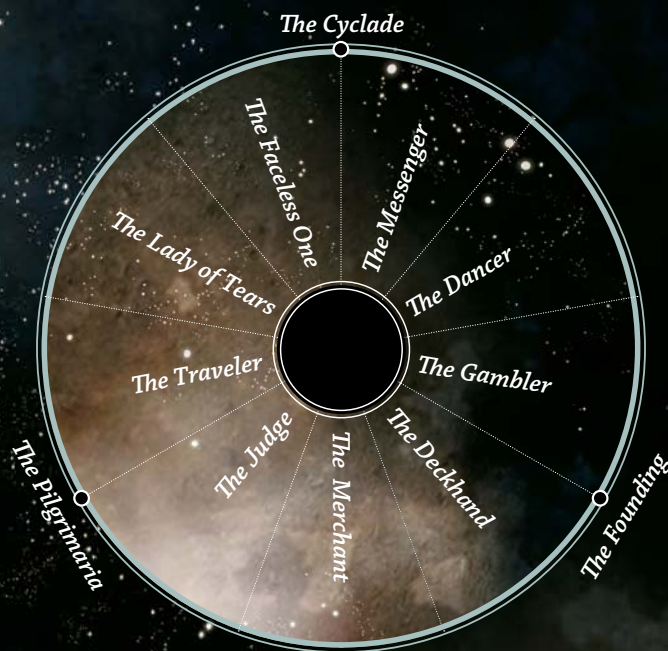 The Cyclade
The Messenger
The Dancer
The Gambler
The Founding
The Deckhand
The Merchant
The Judge
The Pilgrimaria
The Traveler
The Lady of Tears
The Faceless One